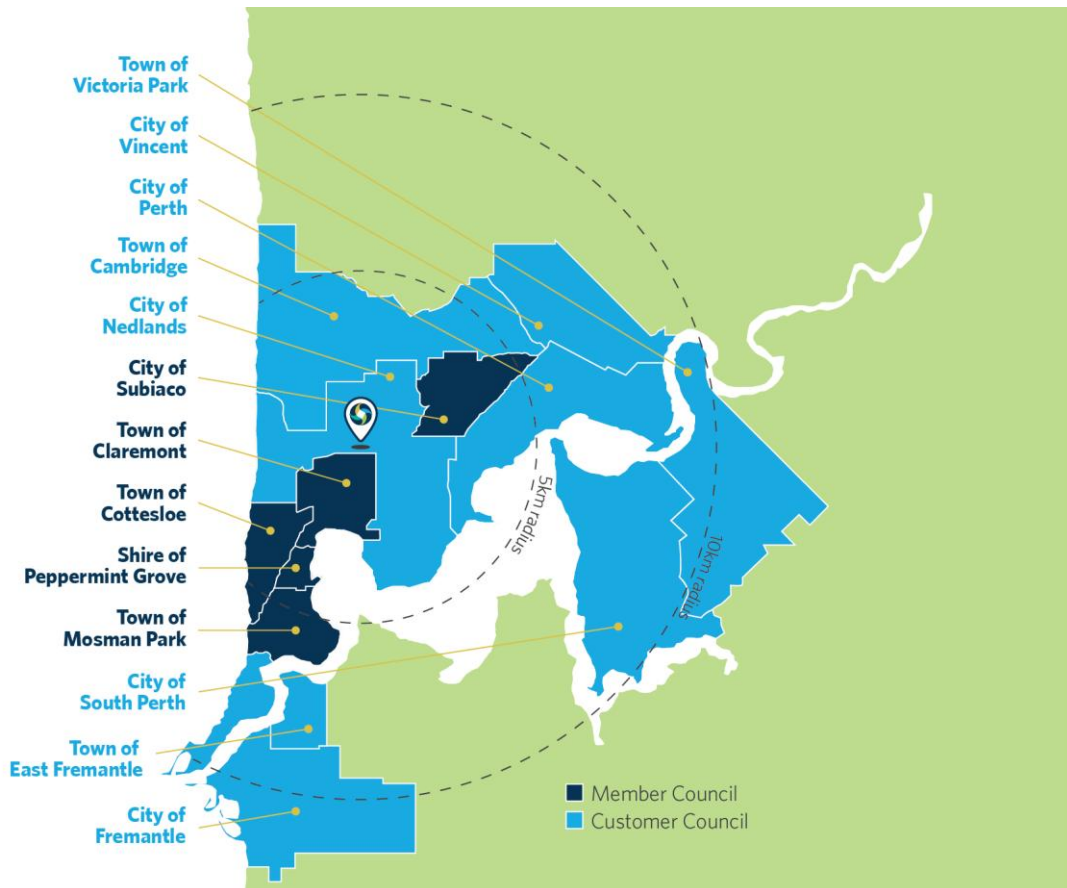 Town of
Victoria Park
City of
Vincent
City of
Perth
Town of
Cambridge
City of
Nedlands
City of
Subiaco
Town of
Claremont
Town of
Cottesloe
Shire of
Peppermint Grove
Town of
Mosman Park
City of
South Perth
Town of
East Fremantle
City of
Fremantle
5km radius
10km radius
Member Council
Customer Council